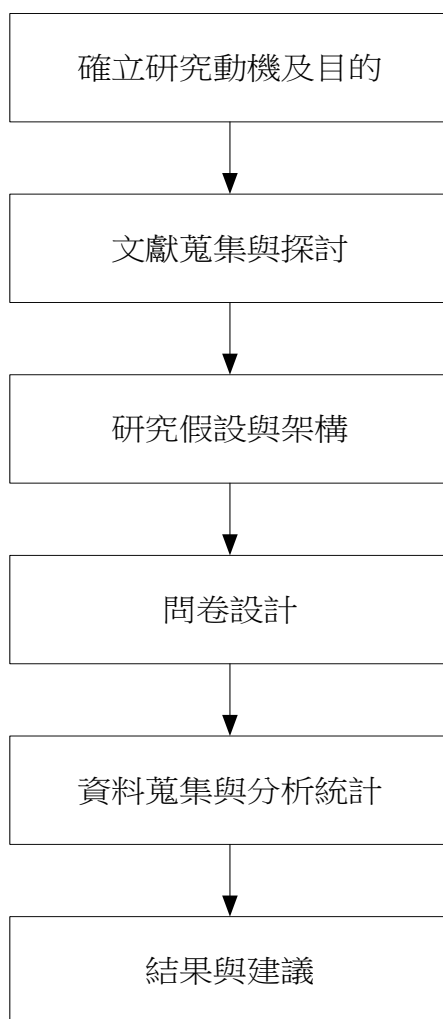 確立研究動機及目的
文獻蒐集與探討
研究假設與架構
問卷設計
資料蒐集與分析統計
結果與建議